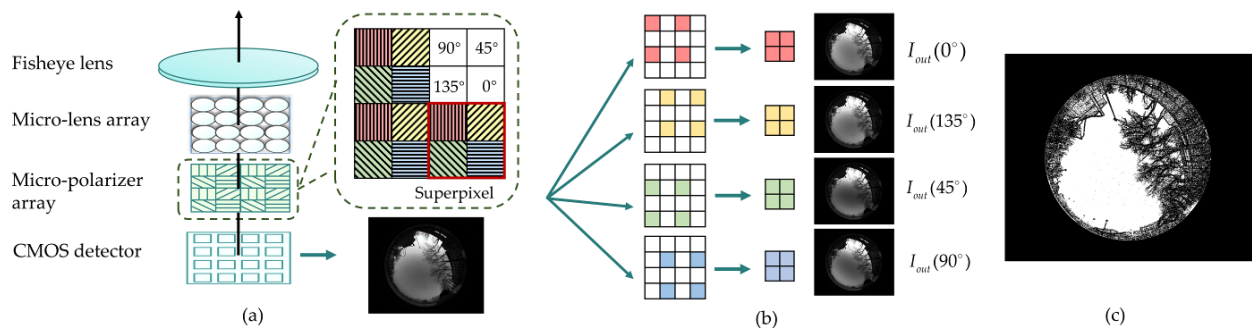 Fisheye lens
Micro-lens array
Micro-polarizer
array
CMOS detector
90° 45°
135° 0°
Superpixel
(a)
I_out(0°)
I_out(135°)
I_out(45°)
I_out(90°)
(b)
(c)